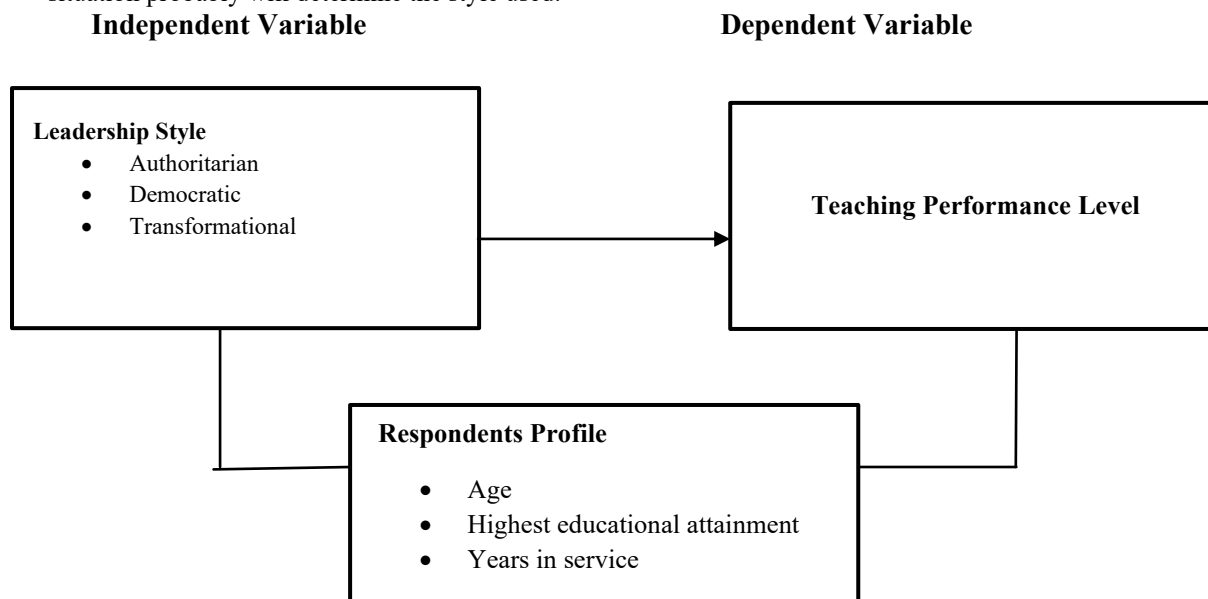 Independent Variable
Dependent Variable
Leadership Style
• Authoritarian
• Democratic
• Transformational
Teaching Performance Level
Respondents Profile
• Age
• Highest educational attainment
• Years in service